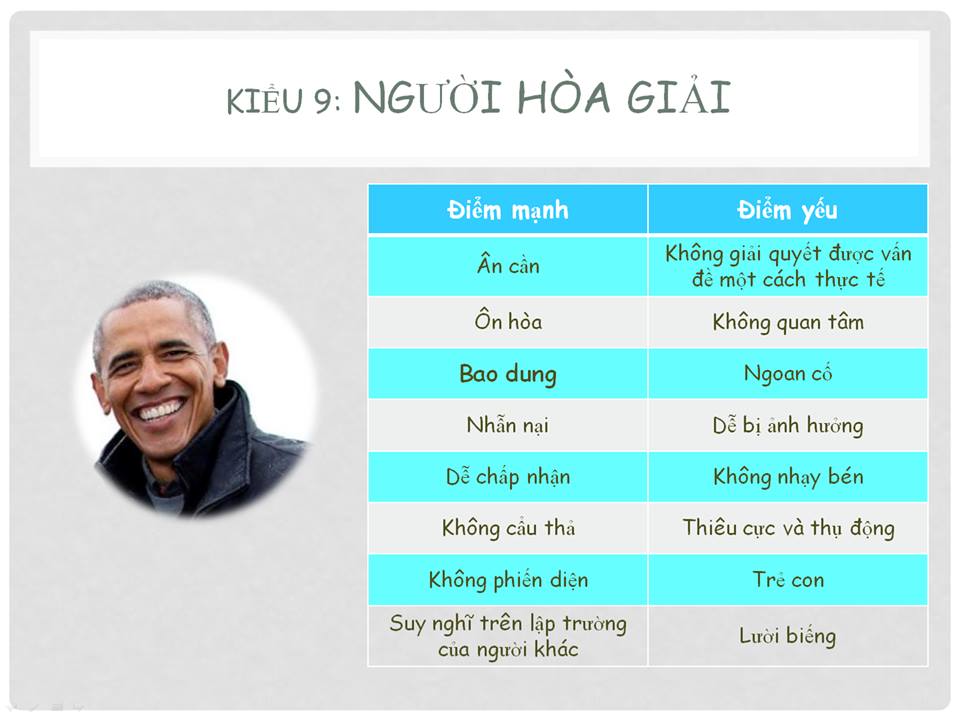 KIỂU 9: NGƯỜI HÒA GIẢI
Điểm mạnh
Điểm yếu
Ân cần
Không giải quyết được vấn
đề một cách thực tế
Ôn hòa
Không quan tâm
Bao dung
Ngoan cố
Nhẫn nại
Dễ bị ảnh hưởng
Dễ chấp nhận
Không nhạy bén
Không cẩu thả
Thiêu cực và thụ động
Không phiến diện
Trẻ con
Suy nghĩ trên lập trường
của người khác
Lười biếng